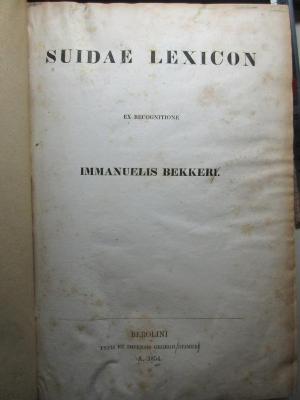 SUIDAE LEXICON
EX RECOGNITIONE
IMMANUELIS BEKKERI.
BEROLINI
TYPIS ET IMPENSIS GEORGII REIMERI
A. 1854.